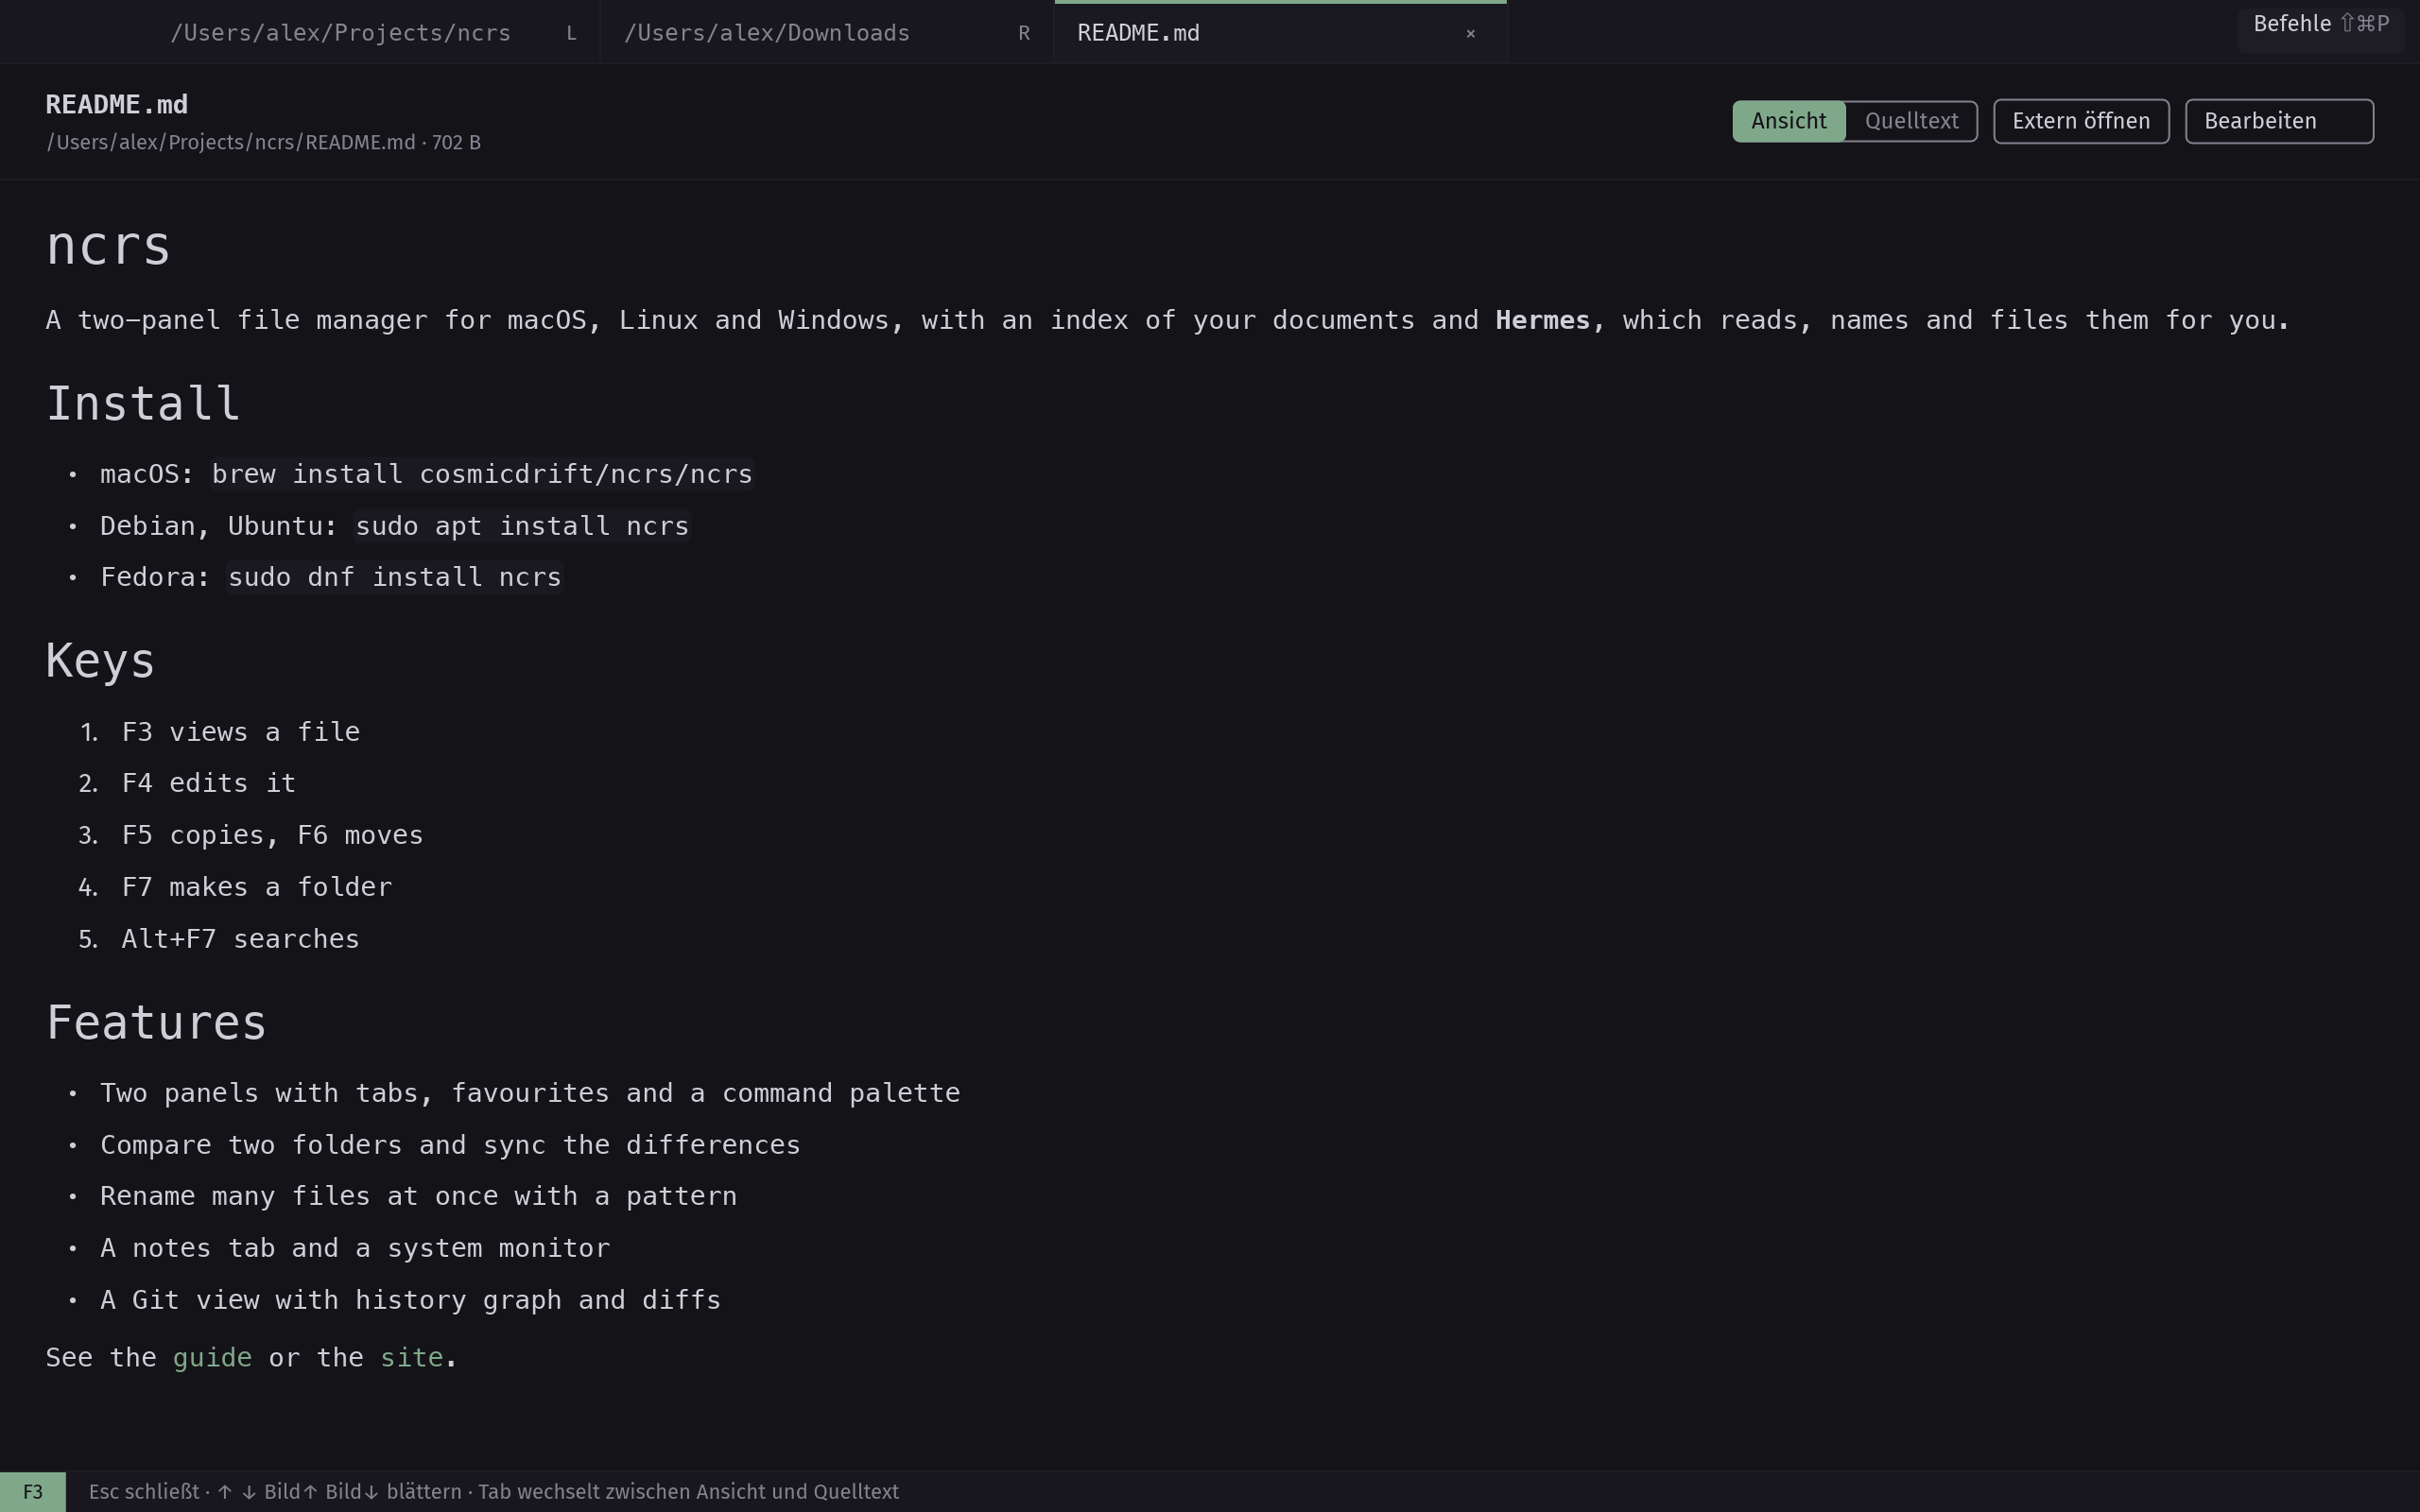 /Users/alex/Projects/ncrs L /Users/alex/Downloads R README.md × Befehle ⇧⌘P
README.md
/Users/alex/Projects/ncrs/README.md · 702 B
Ansicht Quelltext Extern öffnen Bearbeiten
ncrs
A two-panel file manager for macOS, Linux and Windows, with an index of your documents and Hermes, which reads, names and files them for you.
Install
• macOS: brew install cosmicdrift/ncrs/ncrs
• Debian, Ubuntu: sudo apt install ncrs
• Fedora: sudo dnf install ncrs
Keys
1. F3 views a file
2. F4 edits it
3. F5 copies, F6 moves
4. F7 makes a folder
5. Alt+F7 searches
Features
• Two panels with tabs, favourites and a command palette
• Compare two folders and sync the differences
• Rename many files at once with a pattern
• A notes tab and a system monitor
• A Git view with history graph and diffs
See the guide or the site.
F3 Esc schließt · ↑ ↓ Bild↑ Bild↓ blättern · Tab wechselt zwischen Ansicht und Quelltext